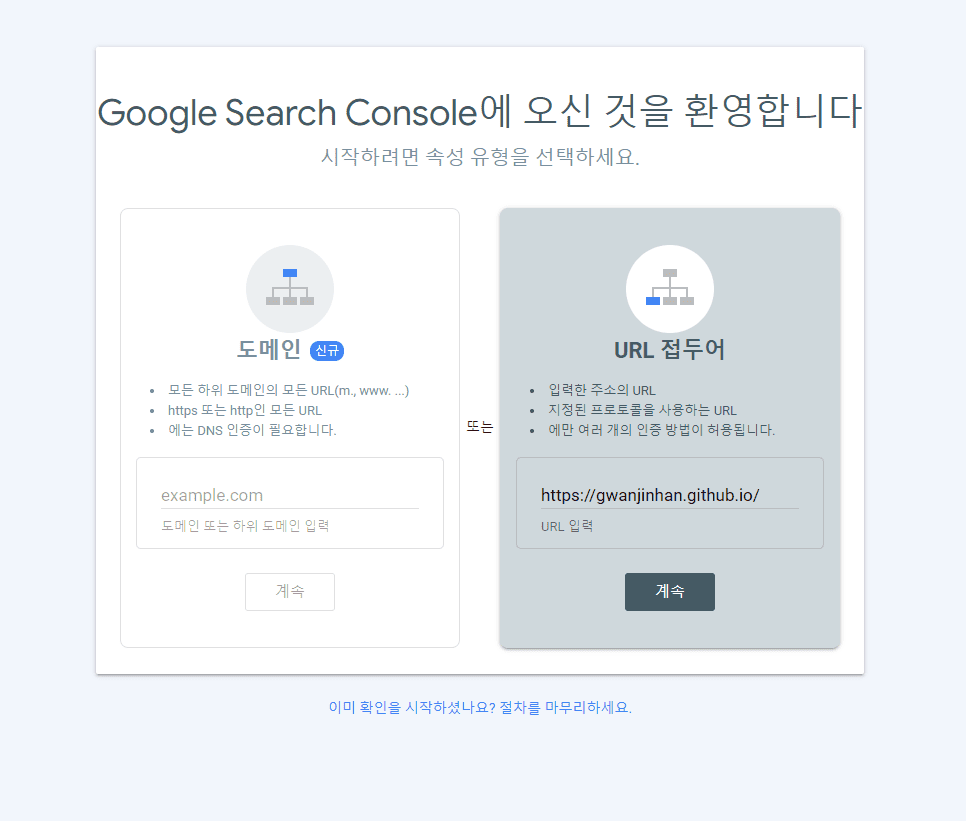 Google Search Console에 오신 것을 환영합니다
시작하려면 속성 유형을 선택하세요.
도메인 신규
모든 하위 도메인의 모든 URL(m., www. ...)
https 또는 http인 모든 URL
에는 DNS 인증이 필요합니다.
example.com
도메인 또는 하위 도메인 입력
계속
또는
URL 접두어
입력한 주소의 URL
지정된 프로토콜을 사용하는 URL
에만 여러 개의 인증 방법이 허용됩니다.
https://gwanjinhan.github.io/
URL 입력
계속
이미 확인을 시작하셨나요? 절차를 마무리하세요.